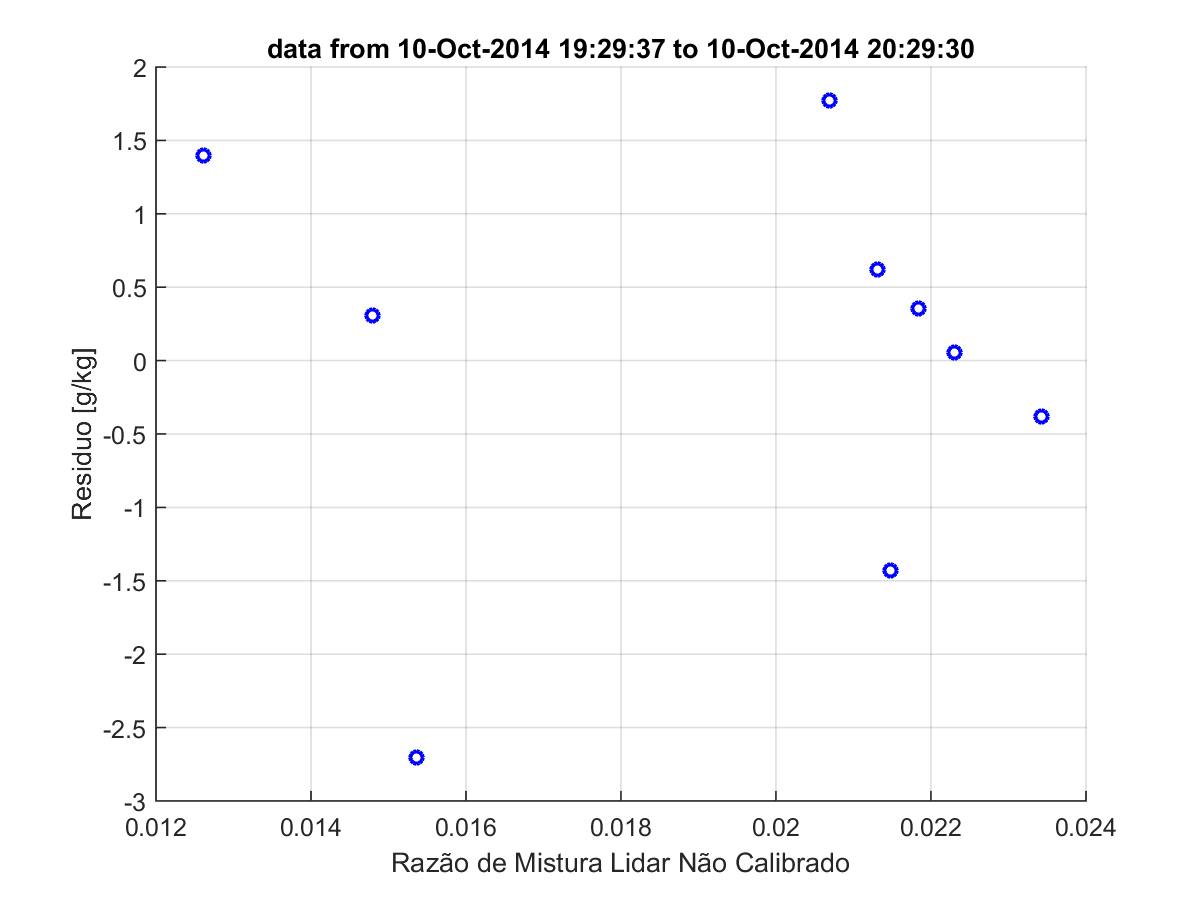 data from 10-Oct-2014 19:29:37 to 10-Oct-2014 20:29:30
2
1.5
1
0.5
0
-0.5
-1
-1.5
-2
-2.5
-3
Residuo [g/kg]
0.012 0.014 0.016 0.018 0.02 0.022 0.024
Razão de Mistura Lidar Não Calibrado